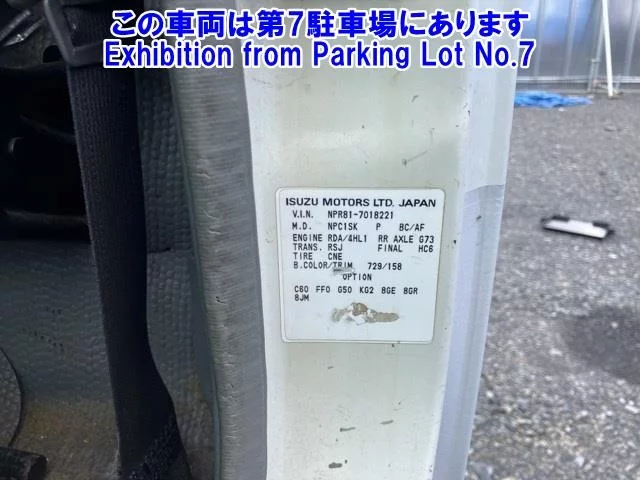 この車両は第7駐車場にあります
Exhibition from Parking Lot No.7
ISUZU MOTORS LTD. JAPAN
V.I.N. NPR81-7018221
M.D. NPC1SK P BC/AF
ENGINE RDA/4HL1 RR AXLE G73
TRANS. RSJ FINAL HC6
TIRE CNE
B.COLOR/TRIM 729/158
OPTION
C60 FF0 G50 KG2 8GE 8GR
8JM